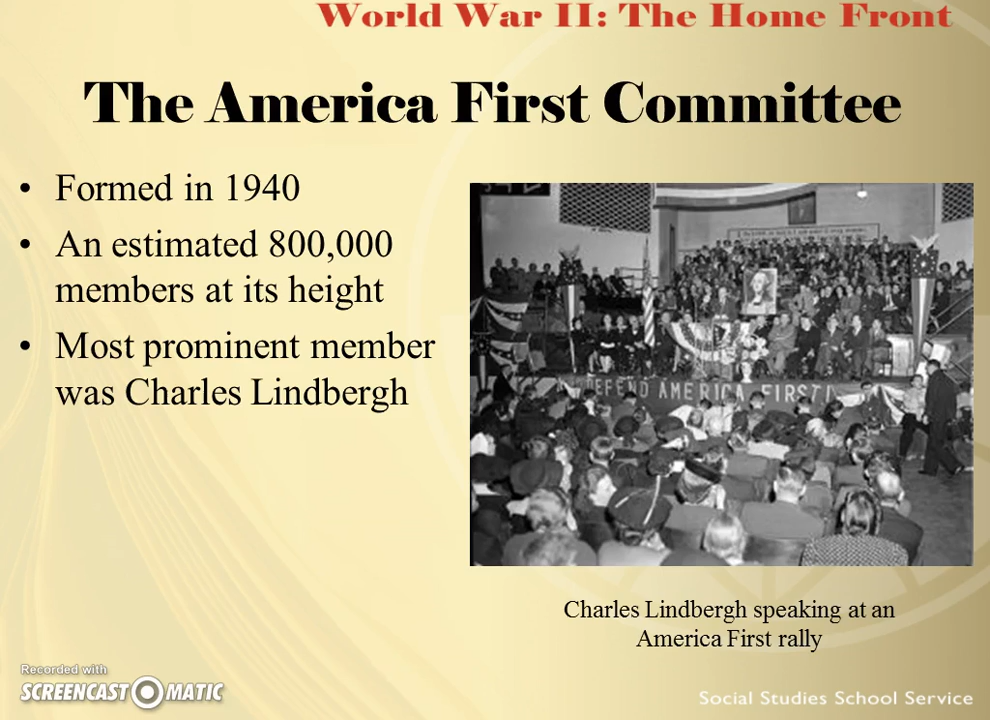 World War II: The Home Front
The America First Committee
• Formed in 1940
• An estimated 800,000
members at its height
• Most prominent member
was Charles Lindbergh
DEFEND AMERICA FIRST!
Charles Lindbergh speaking at an
America First rally
Recorded with
SCREENCAST MATIC
Social Studies School Service